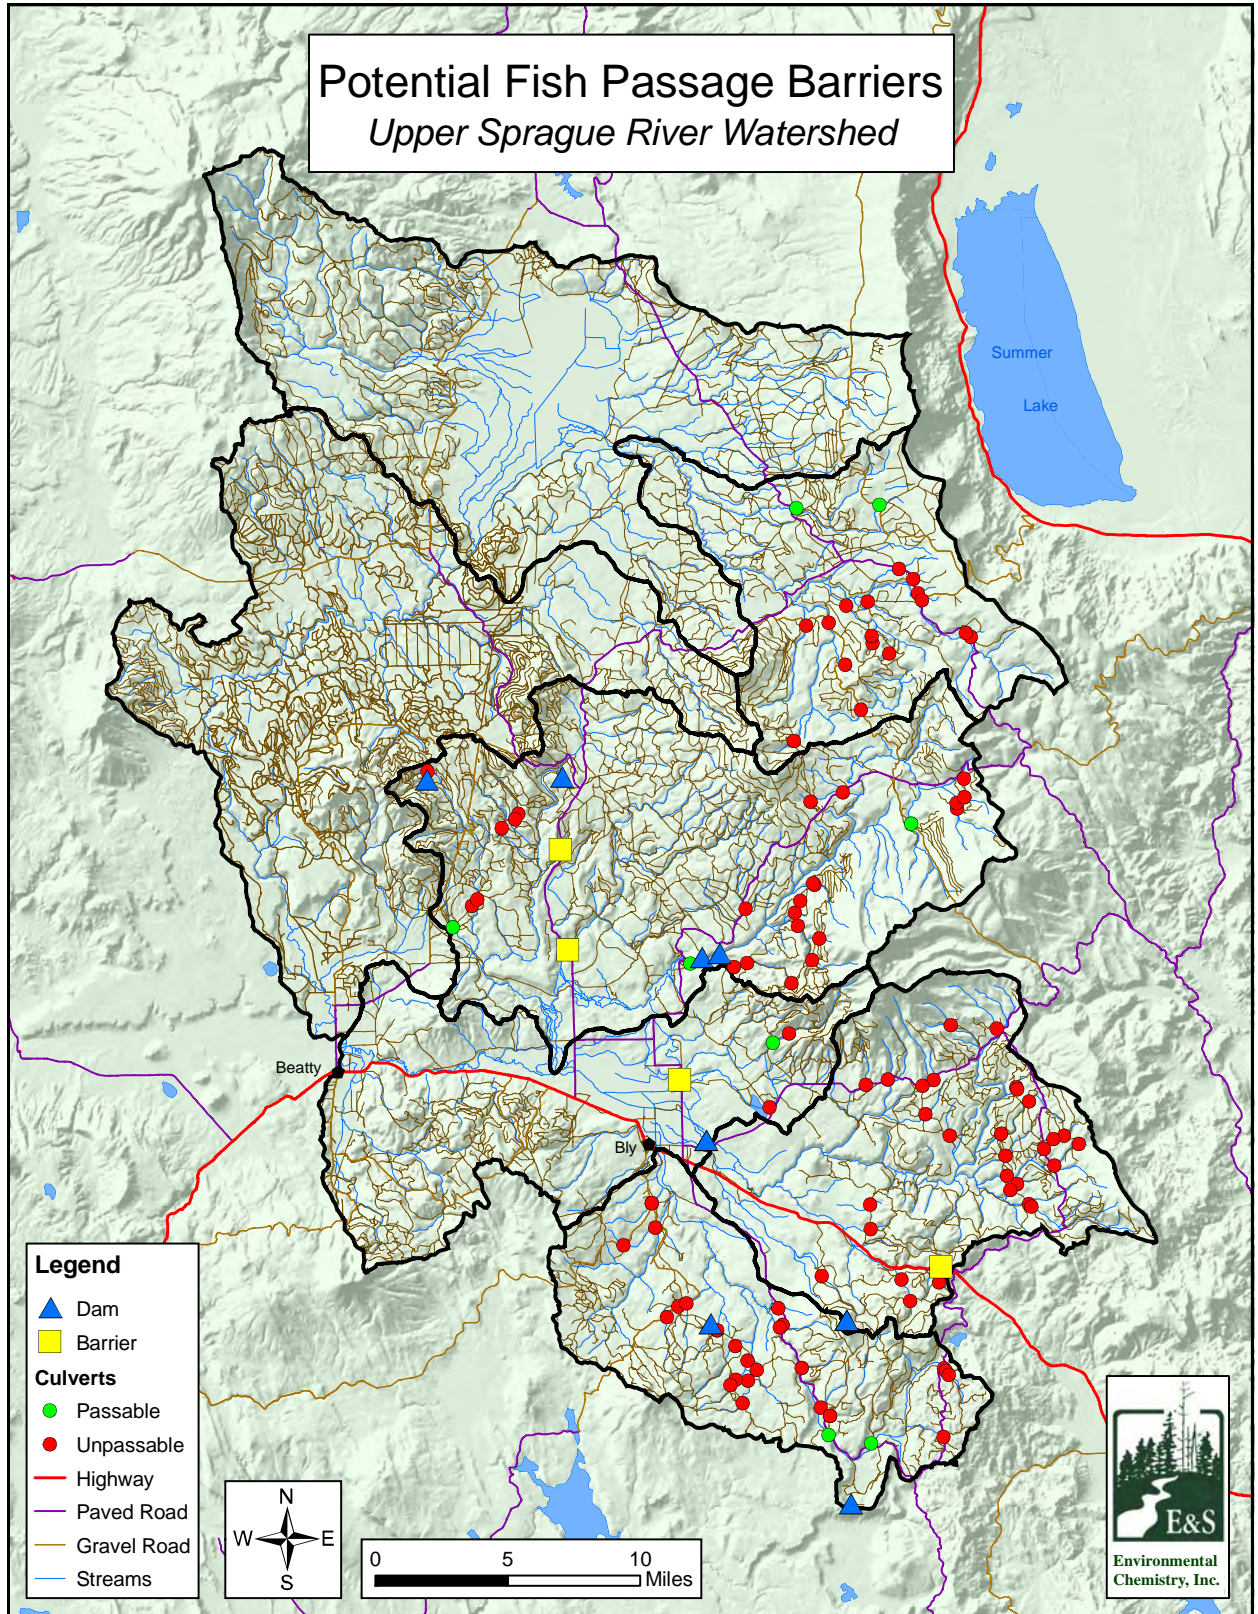 Potential Fish Passage Barriers
Upper Sprague River Watershed
Summer
Lake
Beatty
Bly
Legend
Dam
Barrier
Culverts
Passable
Unpassable
Highway
Paved Road
Gravel Road
Streams
N
W E
S
0 5 10
Miles
E&S
Environmental
Chemistry, Inc.